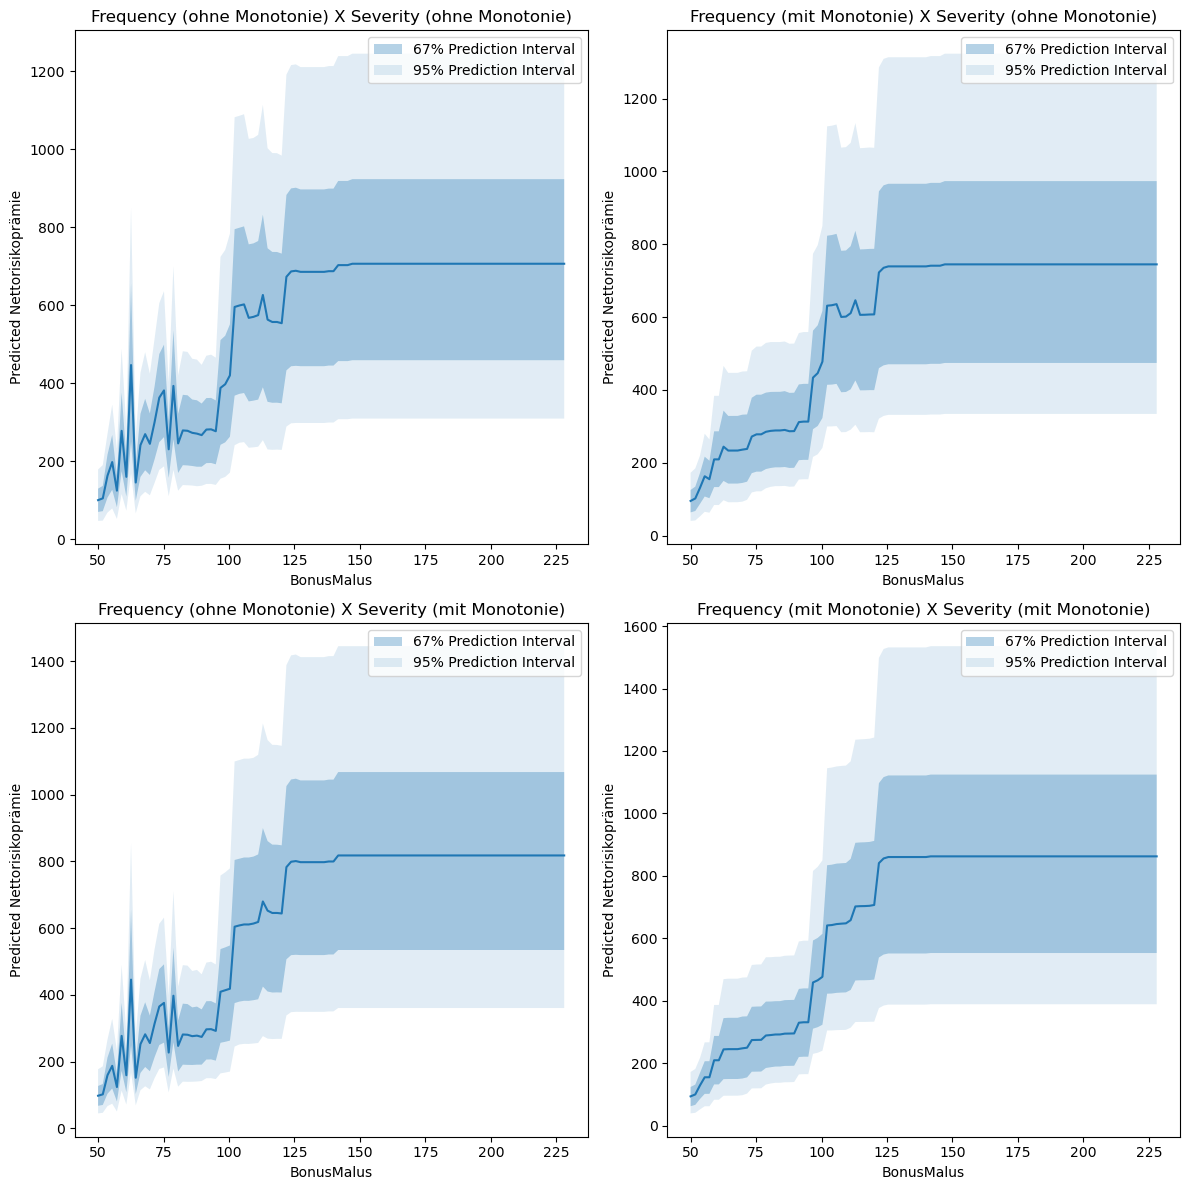 Frequency (ohne Monotonie) X Severity (ohne Monotonie)
67% Prediction Interval
95% Prediction Interval
Predicted Nettorisikoprämie
1200
1000
800
600
400
200
0
50 75 100 125 150 175 200 225
BonusMalus
Frequency (mit Monotonie) X Severity (ohne Monotonie)
67% Prediction Interval
95% Prediction Interval
Predicted Nettorisikoprämie
1200
1000
800
600
400
200
0
50 75 100 125 150 175 200 225
BonusMalus
Frequency (ohne Monotonie) X Severity (mit Monotonie)
67% Prediction Interval
95% Prediction Interval
Predicted Nettorisikoprämie
1400
1200
1000
800
600
400
200
0
50 75 100 125 150 175 200 225
BonusMalus
Frequency (mit Monotonie) X Severity (mit Monotonie)
67% Prediction Interval
95% Prediction Interval
Predicted Nettorisikoprämie
1600
1400
1200
1000
800
600
400
200
0
50 75 100 125 150 175 200 225
BonusMalus